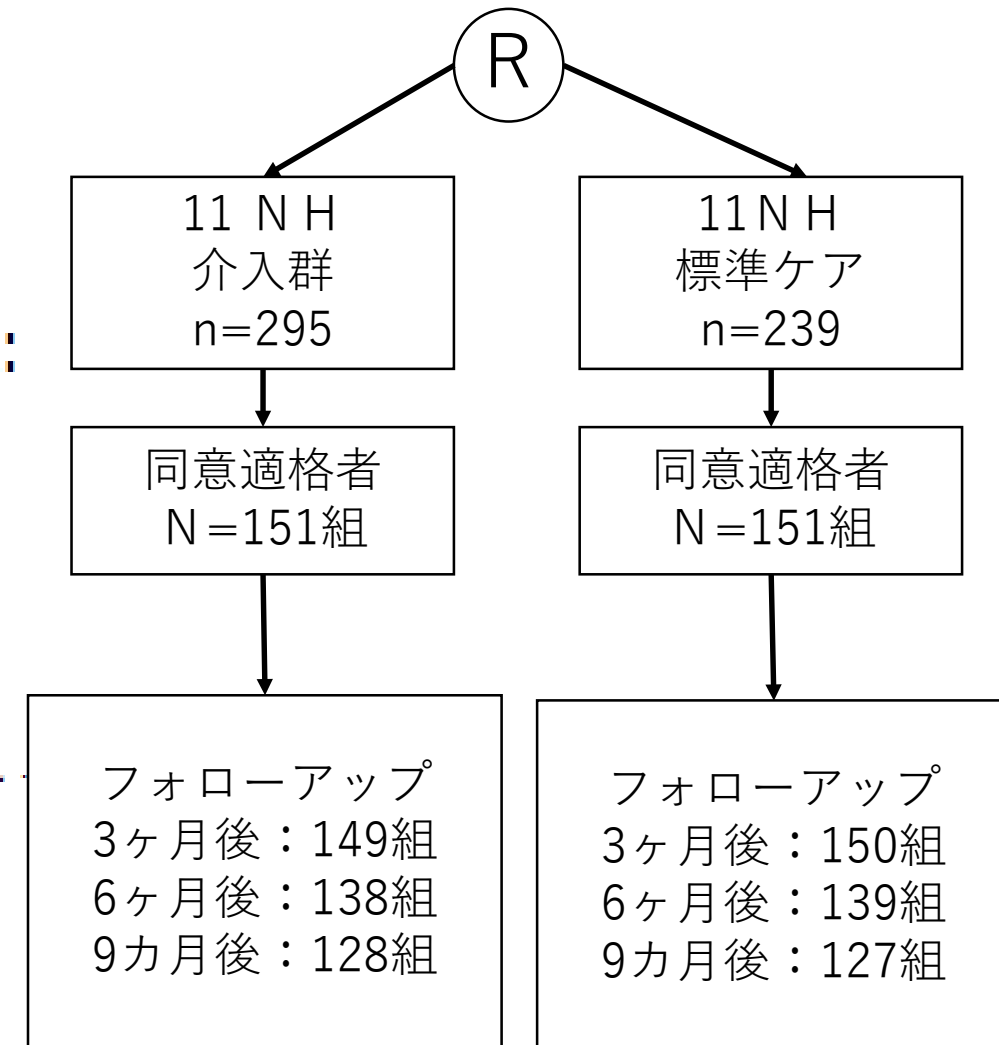 R
11 ＮＨ
介入群
n=295
11ＮＨ
標準ケア
n=239
同意適格者
Ｎ=151組
同意適格者
Ｎ=151組
フォローアップ
3ヶ月後：149組
6ヶ月後：138組
9カ月後：128組
フォローアップ
3ヶ月後：150組
6ヶ月後：139組
9カ月後：127組